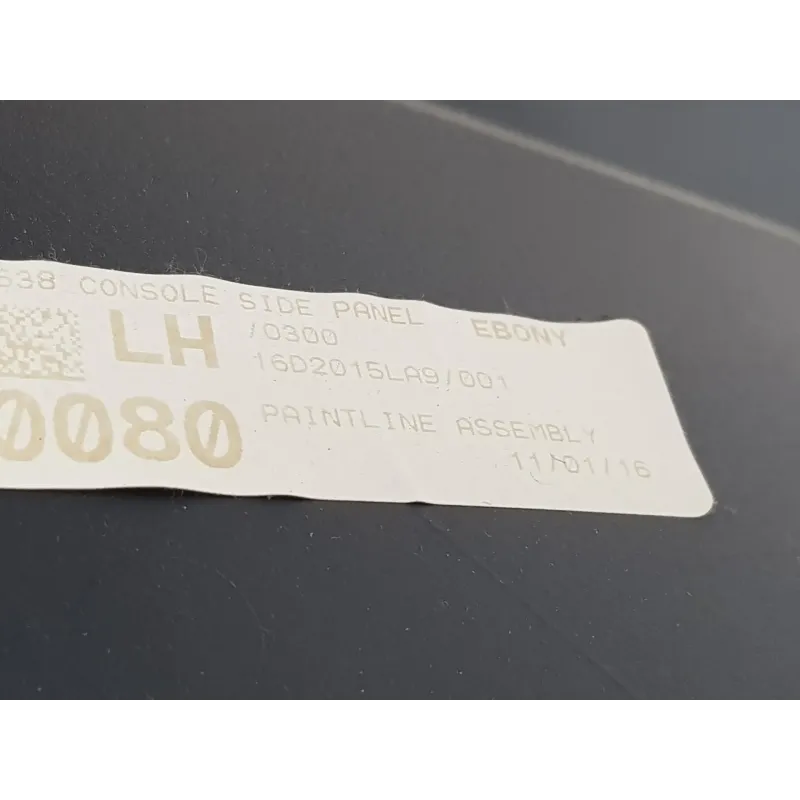 538 CONSOLE SIDE PANEL EBONY
LH /0300
16D2015LA9/001
0080 PAINTLINE ASSEMBLY
11/01/16